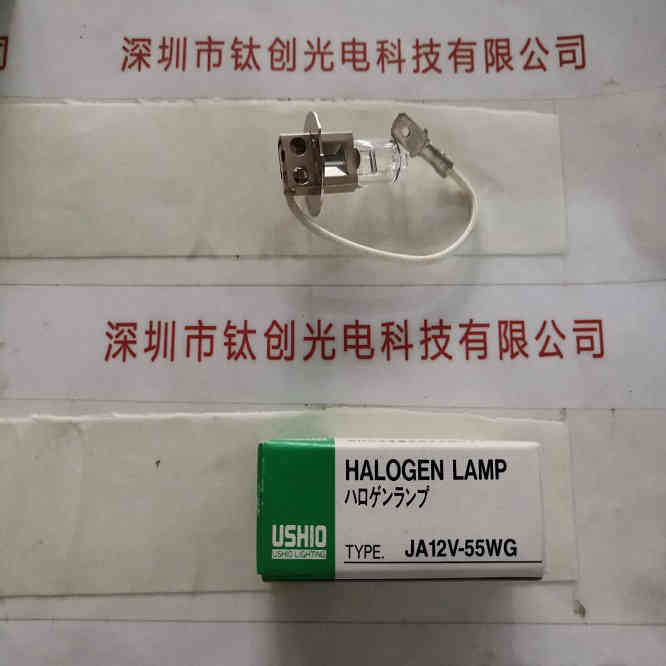 司
深圳市钛创光电科技有限公司
深圳市钛创光电科技有限公司
HALOGEN LAMP
ハロゲンランプ
USHIO
USHIO LIGHTING
TYPE. JA12V-55WG